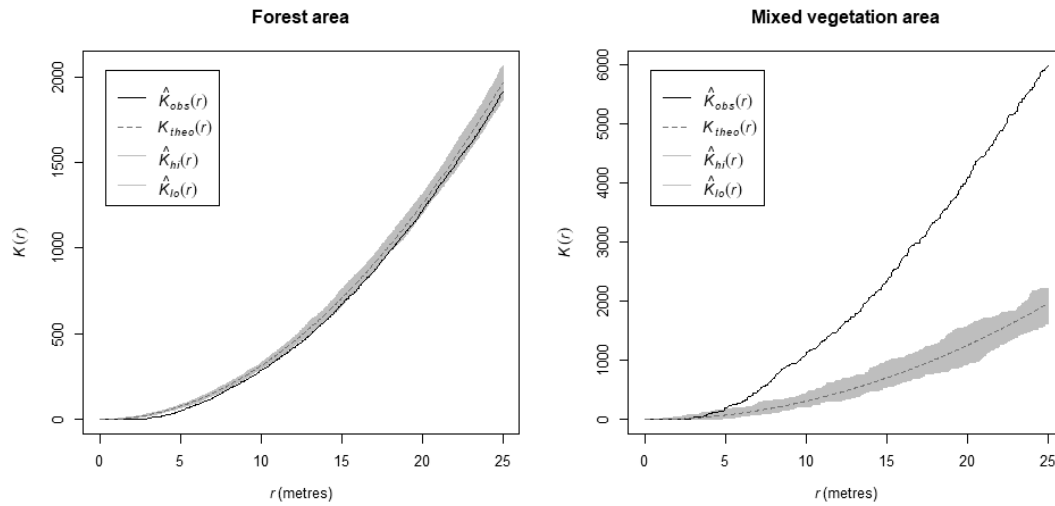 Forest area
K(r)
2000
1500
1000
500
0
K̂obs(r)
Ktheo(r)
K̂hi(r)
K̂lo(r)
0 5 10 15 20 25
r (metres)
Mixed vegetation area
K(r)
6000
5000
4000
3000
2000
1000
0
K̂obs(r)
Ktheo(r)
K̂hi(r)
K̂lo(r)
0 5 10 15 20 25
r (metres)